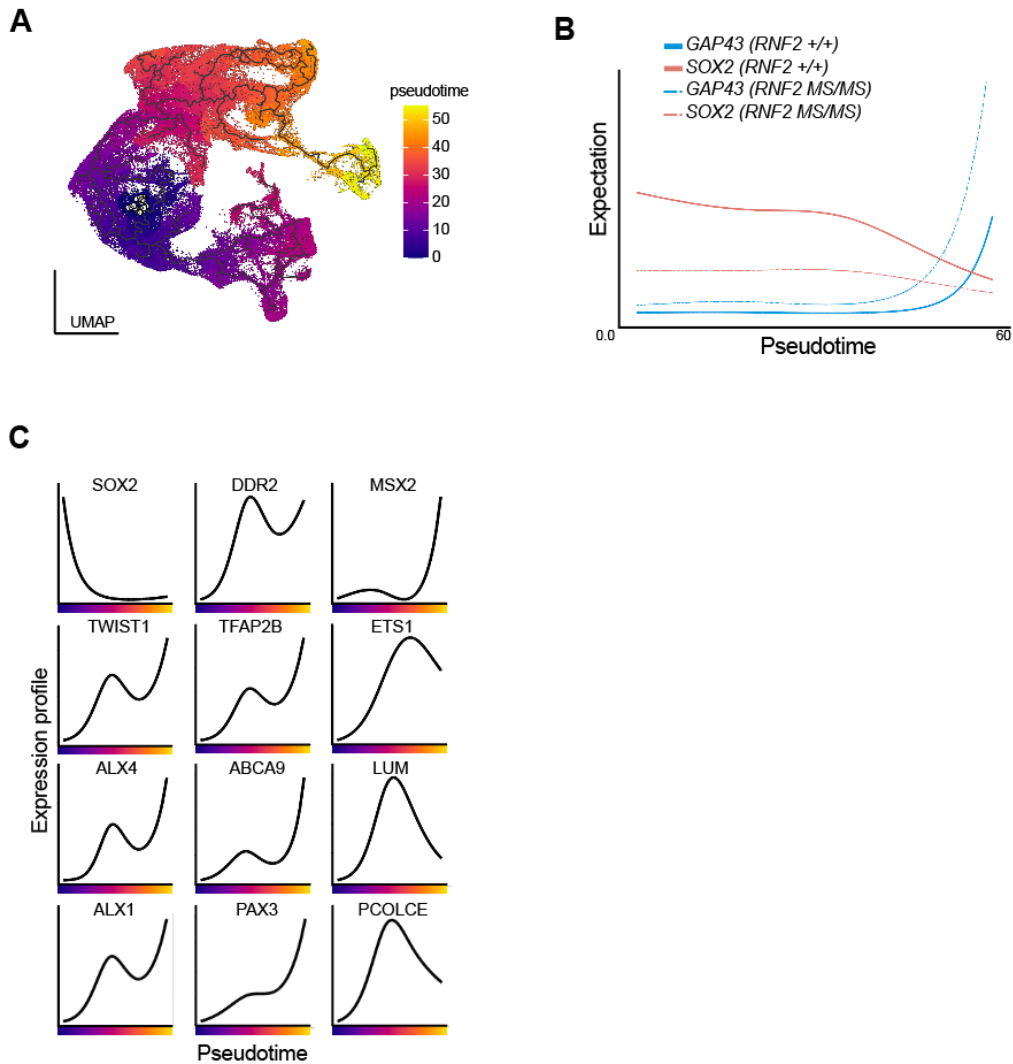 A
pseudotime
50
40
30
20
10
0
UMAP
B
GAP43 (RNF2 +/+)
SOX2 (RNF2 +/+)
GAP43 (RNF2 MS/MS)
SOX2 (RNF2 MS/MS)
Expectation
0.0
60
Pseudotime
C
SOX2 DDR2 MSX2
TWIST1 TFAP2B ETS1
ALX4 ABCA9 LUM
ALX1 PAX3 PCOLCE
Expression profile
Pseudotime